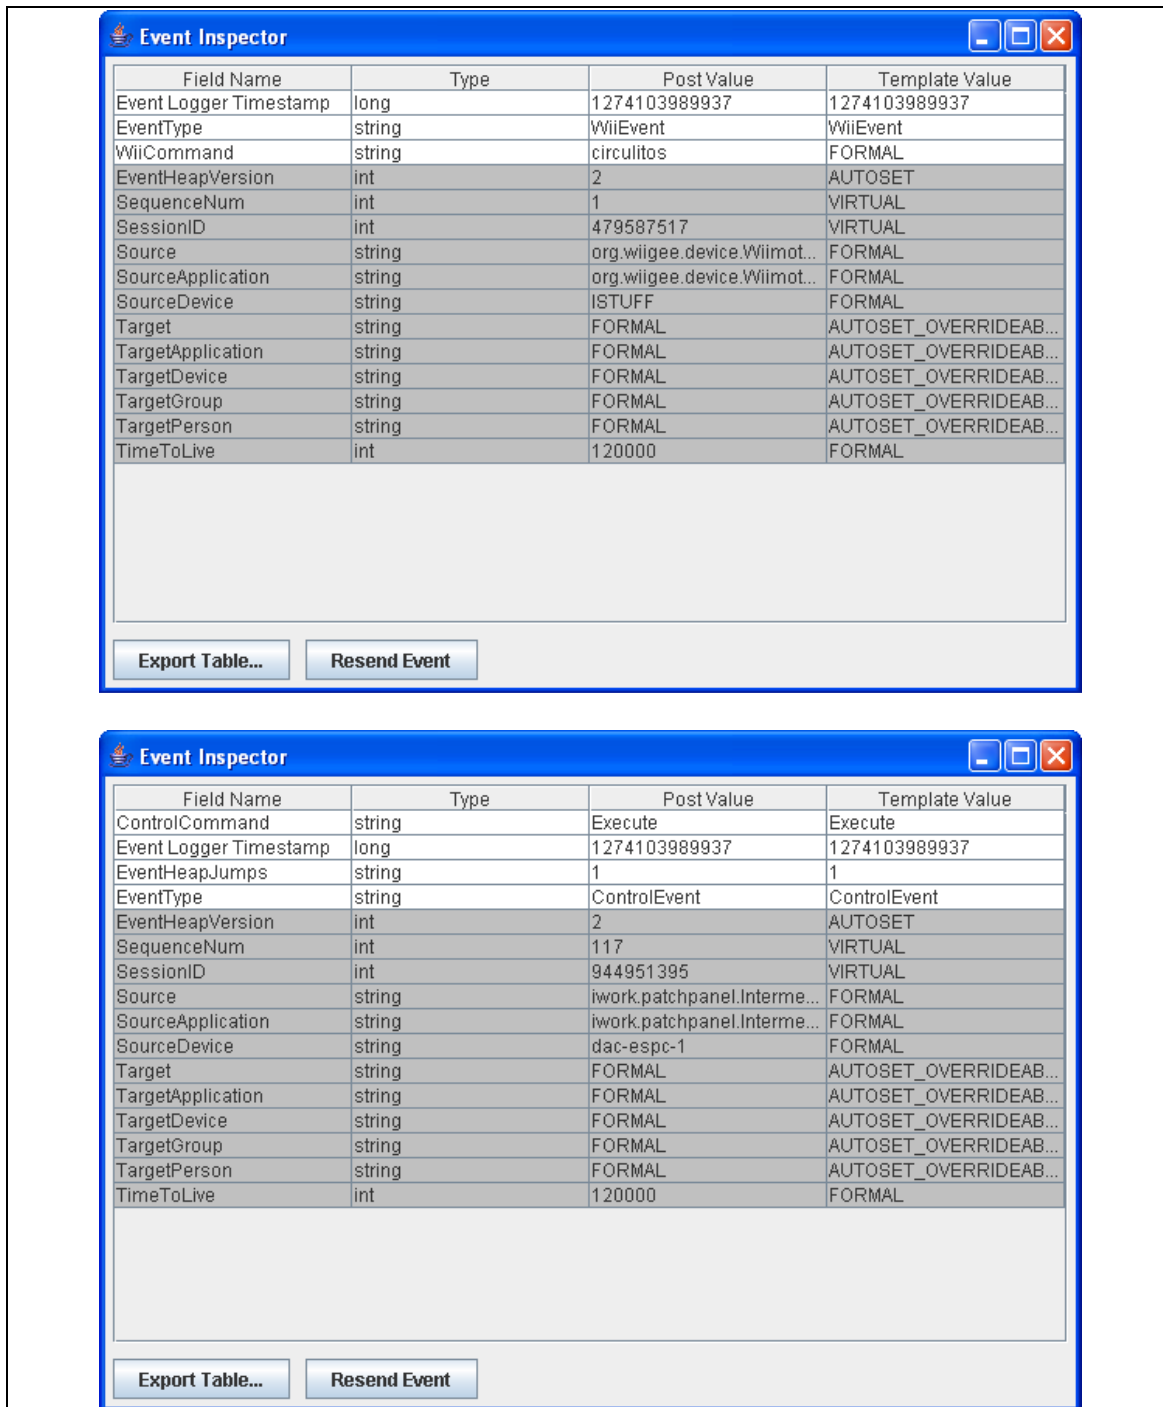 Event Inspector
Field Name Type Post Value Template Value
Event Logger Timestamp long 1274103989937 1274103989937
EventType string WiiEvent WiiEvent
WiiCommand string circulitos FORMAL
EventHeapVersion int 2 AUTOSET
SequenceNum int 1 VIRTUAL
SessionID int 479587517 VIRTUAL
Source string org.wiigee.device.Wiimot... FORMAL
SourceApplication string org.wiigee.device.Wiimot... FORMAL
SourceDevice string ISTUFF FORMAL
Target string FORMAL AUTOSET_OVERRIDEAB...
TargetApplication string FORMAL AUTOSET_OVERRIDEAB...
TargetDevice string FORMAL AUTOSET_OVERRIDEAB...
TargetGroup string FORMAL AUTOSET_OVERRIDEAB...
TargetPerson string FORMAL AUTOSET_OVERRIDEAB...
TimeToLive int 120000 FORMAL
Export Table... Resend Event
Event Inspector
Field Name Type Post Value Template Value
ControlCommand string Execute Execute
Event Logger Timestamp long 1274103989937 1274103989937
EventHeapJumps string 1 1
EventType string ControlEvent ControlEvent
EventHeapVersion int 2 AUTOSET
SequenceNum int 117 VIRTUAL
SessionID int 944951395 VIRTUAL
Source string iwork.patchpanel.Interme... FORMAL
SourceApplication string iwork.patchpanel.Interme... FORMAL
SourceDevice string dac-espc-1 FORMAL
Target string FORMAL AUTOSET_OVERRIDEAB...
TargetApplication string FORMAL AUTOSET_OVERRIDEAB...
TargetDevice string FORMAL AUTOSET_OVERRIDEAB...
TargetGroup string FORMAL AUTOSET_OVERRIDEAB...
TargetPerson string FORMAL AUTOSET_OVERRIDEAB...
TimeToLive int 120000 FORMAL
Export Table... Resend Event